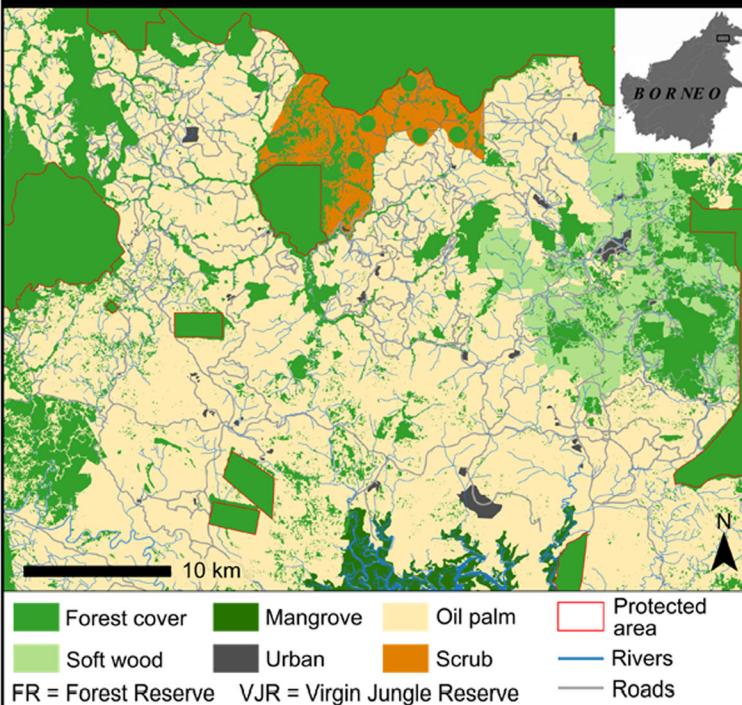 BORNEO
N
10 km
Forest cover
Mangrove
Oil palm
Protected
area
Soft wood
Urban
Scrub
Rivers
Roads
FR = Forest Reserve VJR = Virgin Jungle Reserve